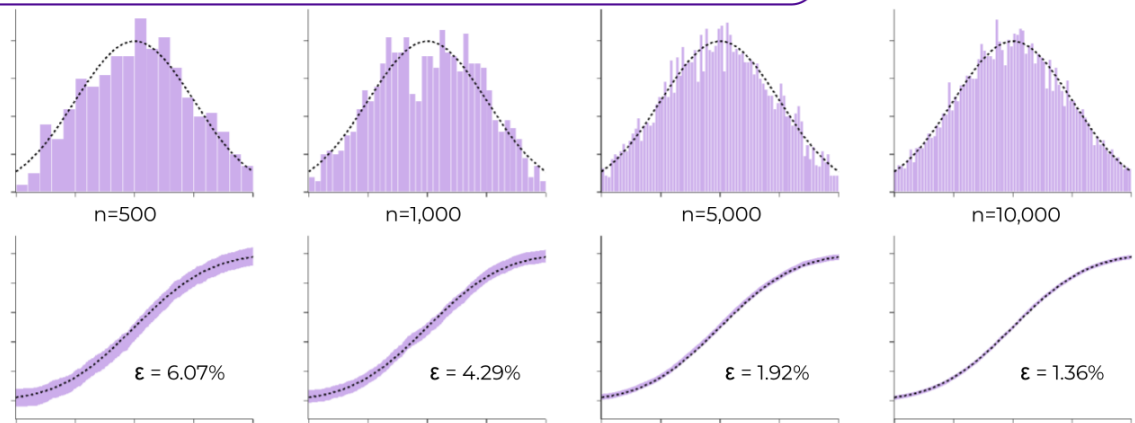 n=500
n=1,000
n=5,000
n=10,000
ε = 6.07%
ε = 4.29%
ε = 1.92%
ε = 1.36%